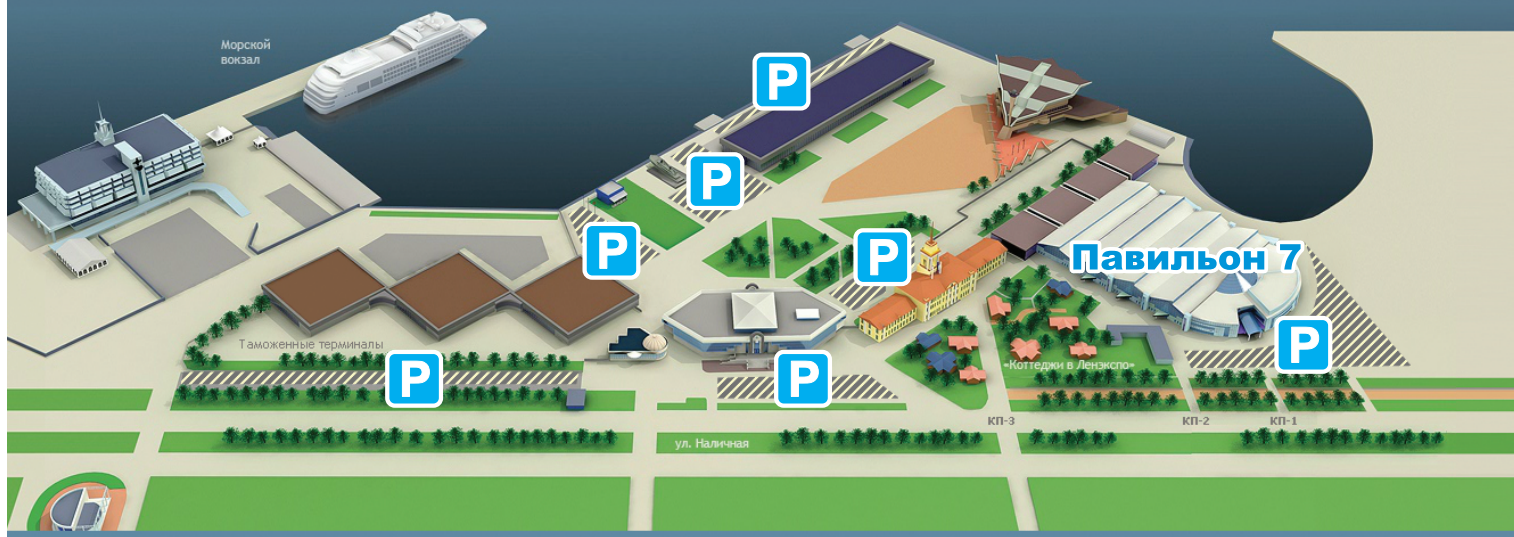 Морской
вокзал
P
P
P
P
P
Павильон 7
P
Таможенные терминалы
«Коттеджи в Ленэкспо»
P
P
КП-3
КП-2
КП-1
ул. Наличная